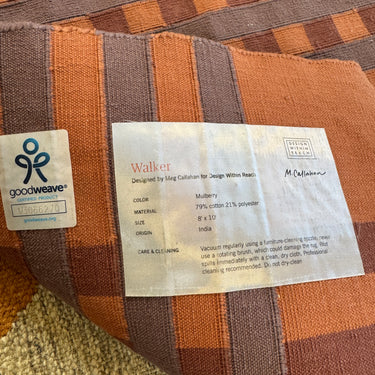 goodweave®
CERTIFIED PRODUCT
goodweave.org
Walker
Designed by Meg Callahan for Design Within Reach
DESIGN
WITHIN
REACH
M. Callahan
COLOR Mulberry
MATERIAL 79% cotton 21% polyester
SIZE 8' x 10'
ORIGIN India
CARE & CLEANING Vacuum regularly using a furniture-cleaning nozzle, never
use a rotating brush, which could damage the rug. Blot
spills immediately with a clean, dry cloth. Professional
cleaning recommended. Do not dry-clean